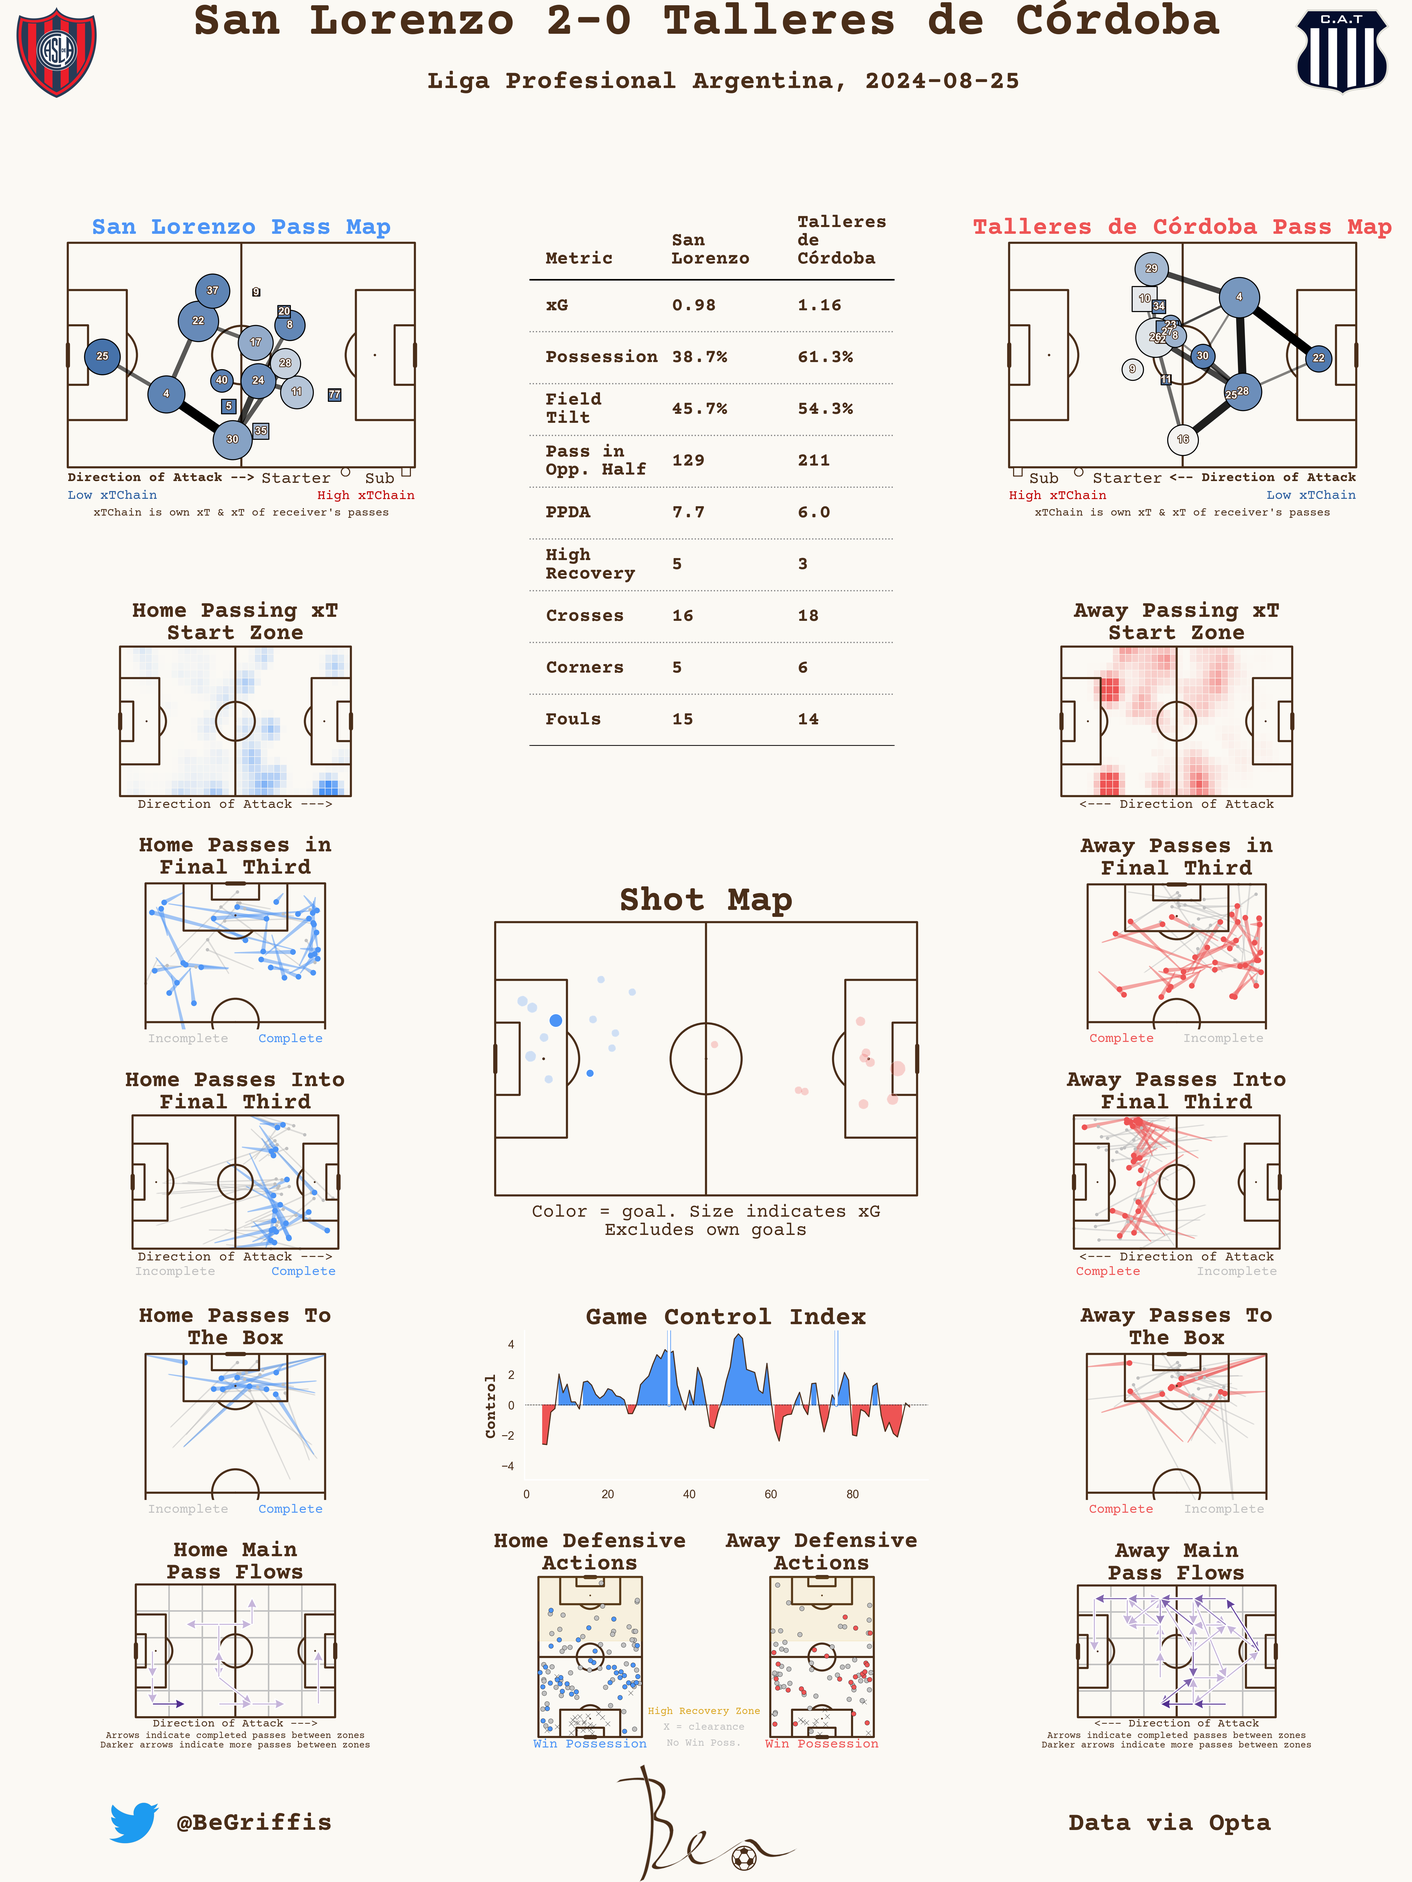 San Lorenzo 2-0 Talleres de Córdoba
Liga Profesional Argentina, 2024-08-25
C.A.T
San Lorenzo Pass Map
37
9
22
20
8
17
25
28
40
24
4
11
77
5
30
35
Direction of Attack --> Starter Sub
Low xTChain High xTChain
xTChain is own xT & xT of receiver's passes
Metric San Lorenzo Talleres de Córdoba
xG 0.98 1.16
Possession 38.7% 61.3%
Field Tilt 45.7% 54.3%
Pass in Opp. Half 129 211
PPDA 7.7 6.0
High Recovery 5 3
Crosses 16 18
Corners 5 6
Fouls 15 14
Talleres de Córdoba Pass Map
29
10
34
4
27
26
8
30
22
9
28
25
16
Sub Starter <-- Direction of Attack
High xTChain Low xTChain
xTChain is own xT & xT of receiver's passes
Home Passing xT
Start Zone
Direction of Attack --->
Away Passing xT
Start Zone
<--- Direction of Attack
Home Passes in
Final Third
Incomplete Complete
Away Passes in
Final Third
Complete Incomplete
Shot Map
Color = goal. Size indicates xG
Excludes own goals
Home Passes Into
Final Third
Direction of Attack --->
Incomplete Complete
Away Passes Into
Final Third
<--- Direction of Attack
Complete Incomplete
Home Passes To
The Box
Incomplete Complete
Game Control Index
Control
4
2
0
−2
−4
0 20 40 60 80
Away Passes To
The Box
Complete Incomplete
Home Main
Pass Flows
Direction of Attack --->
Arrows indicate completed passes between zones
Darker arrows indicate more passes between zones
Home Defensive
Actions
Win Possession
Away Defensive
Actions
Win Possession
High Recovery Zone
X = clearance
No Win Poss.
Away Main
Pass Flows
<--- Direction of Attack
Arrows indicate completed passes between zones
Darker arrows indicate more passes between zones
@BeGriffis
Ben
Data via Opta